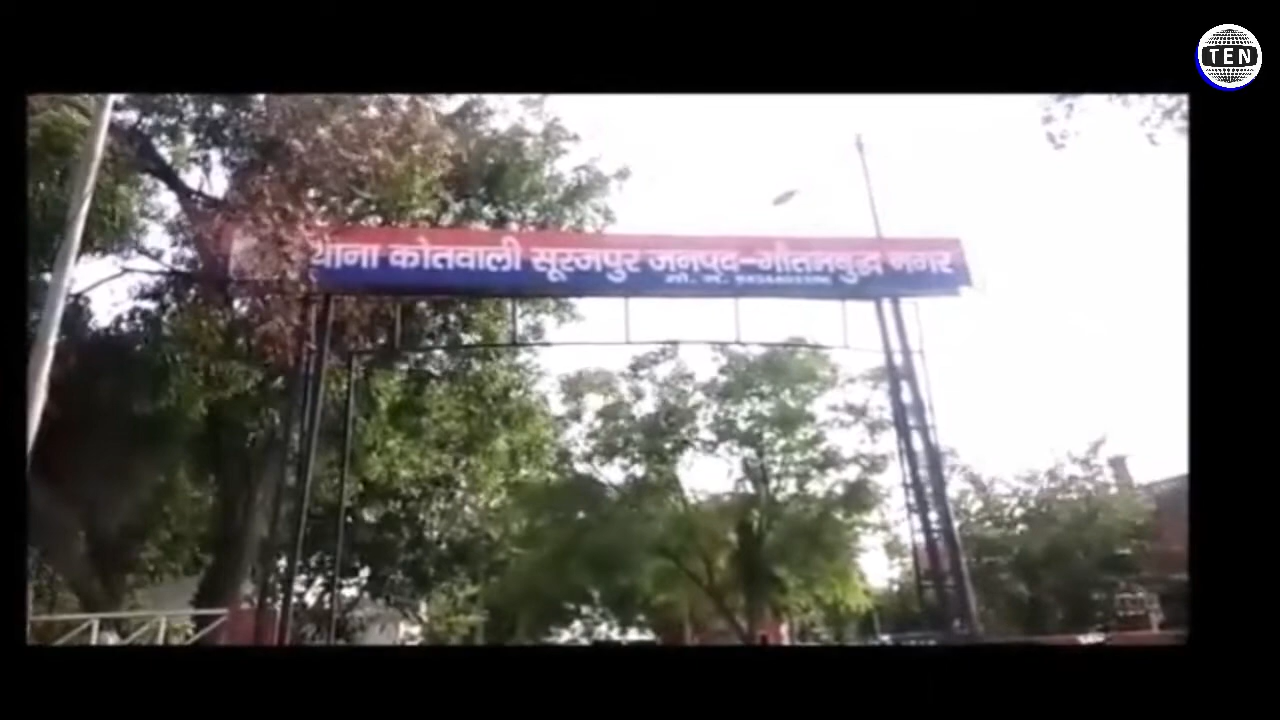 TEN
थाना कोतवाली सूरजपुर जनपद-गौतमबुद्ध नगर
मो. नं.